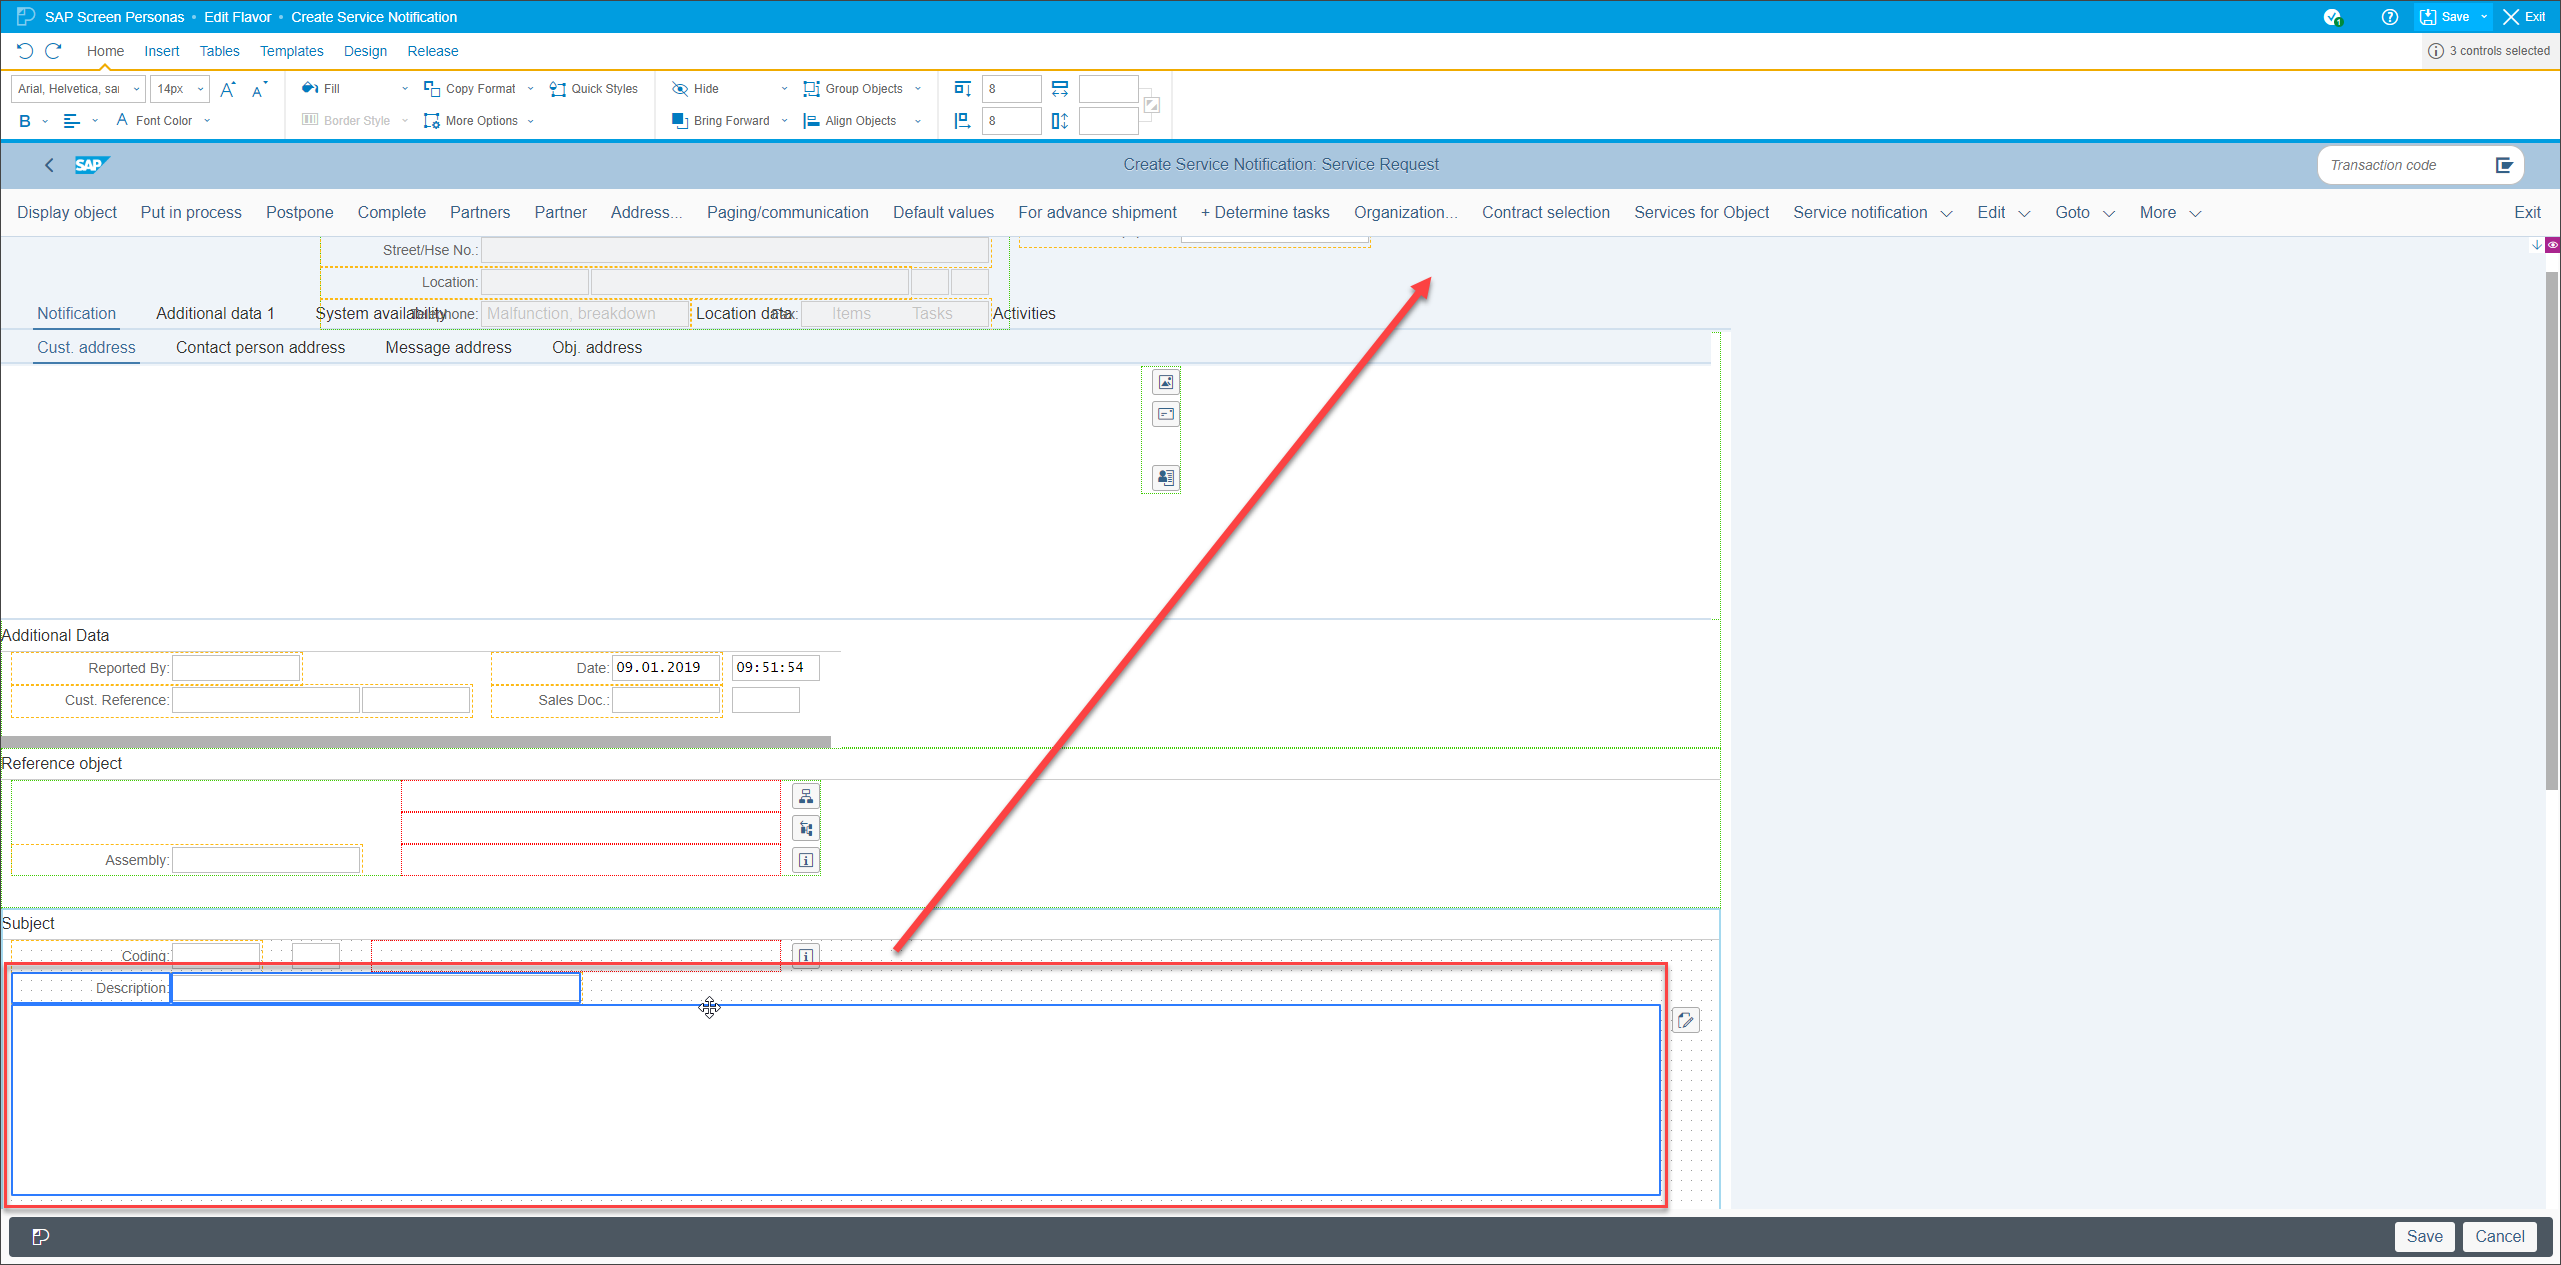 SAP Screen Personas • Edit Flavor • Create Service Notification
1
Save
Exit
Home Insert Tables Templates Design Release
3 controls selected
Arial, Helvetica, sai 14px A A Fill Copy Format Quick Styles Hide Group Objects 8
B A Font Color Border Style More Options Bring Forward Align Objects 8
SAP Create Service Notification: Service Request Transaction code
Display object Put in process Postpone Complete Partners Partner Address... Paging/communication Default values For advance shipment + Determine tasks Organization... Contract selection Services for Object Service notification Edit Goto More Exit
Street/Hse No.:
Location:
Notification Additional data 1 System availability Malfunction, breakdown Location data Items Tasks Activities
Cust. address Contact person address Message address Obj. address
Additional Data
Reported By: Date: 09.01.2019 09:51:54
Cust. Reference: Sales Doc.:
Reference object
Assembly:
Subject
Coding:
Description:
Save Cancel